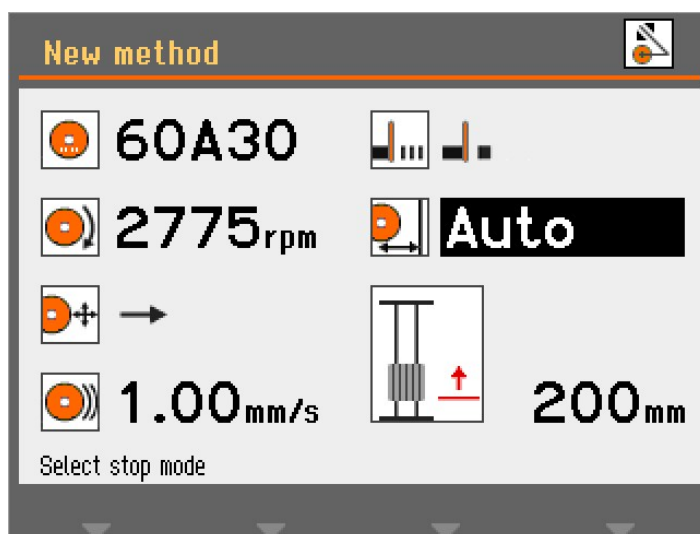 New method
60A30
2775rpm
Auto
1.00mm/s
200mm
Select stop mode